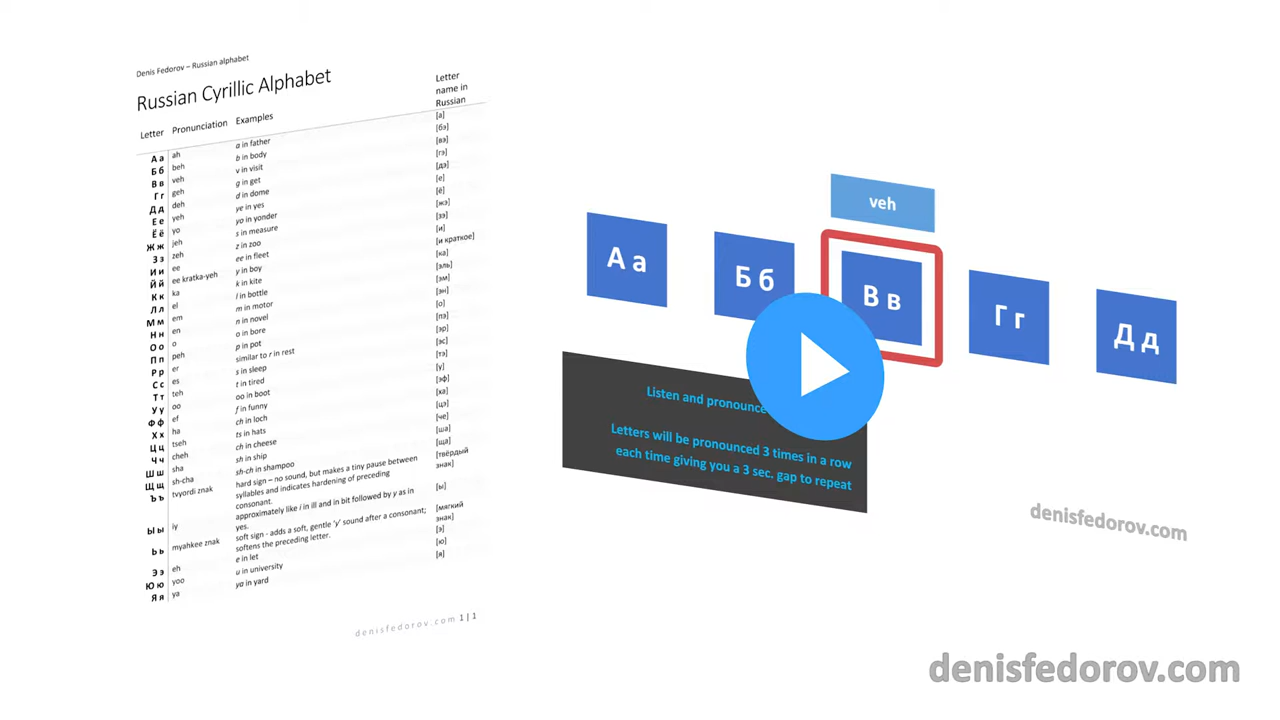 Denis Fedorov – Russian alphabet
Russian Cyrillic Alphabet
Letter Pronunciation Examples Letter name in Russian
А а ah a in father [а]
Б б beh b in body [бэ]
В в veh v in visit [вэ]
Г г geh g in get [гэ]
Д д deh d in dome [дэ]
Е е yeh ye in yes [е]
Ё ё yo yo in yonder [ё]
Ж ж jeh s in measure [жэ]
З з zeh z in zoo [зэ]
И и ee ee in fleet [и]
Й й ee kratka-yeh y in boy [и краткое]
К к ka k in kite [ка]
Л л el l in bottle [эль]
М м em m in motor [эм]
Н н en n in novel [эн]
О о o o in bore [о]
П п peh p in pot [пэ]
Р р er similar to r in rest [эр]
С с es s in sleep [эс]
Т т teh t in tired [тэ]
У у oo oo in boot [у]
Ф ф ef f in funny [эф]
Х х ha ch in loch [ха]
Ц ц tseh ts in hats [цэ]
Ч ч cheh ch in cheese [че]
Ш ш sha sh in ship [ша]
Щ щ sh-cha sh-ch in shampoo [ща]
Ъ ъ tvyordi znak hard sign – no sound, but makes a tiny pause between [твёрдый
syllables and indicates hardening of preceding знак]
consonant.
Ы ы iy approximately like i in ill and in bit followed by y as in [ы]
yes.
Ь ь myahkee znak soft sign - adds a soft, gentle 'y' sound after a consonant; [мягкий
softens the preceding letter. знак]
Э э eh e in let [э]
Ю ю yoo u in university [ю]
Я я ya ya in yard [я]
denisfedorov.com 1 | 1
veh
А а
Б б
В в
Г г
Д д
Listen and pronounce
Letters will be pronounced 3 times in a row
each time giving you a 3 sec. gap to repeat
denisfedorov.com
denisfedorov.com